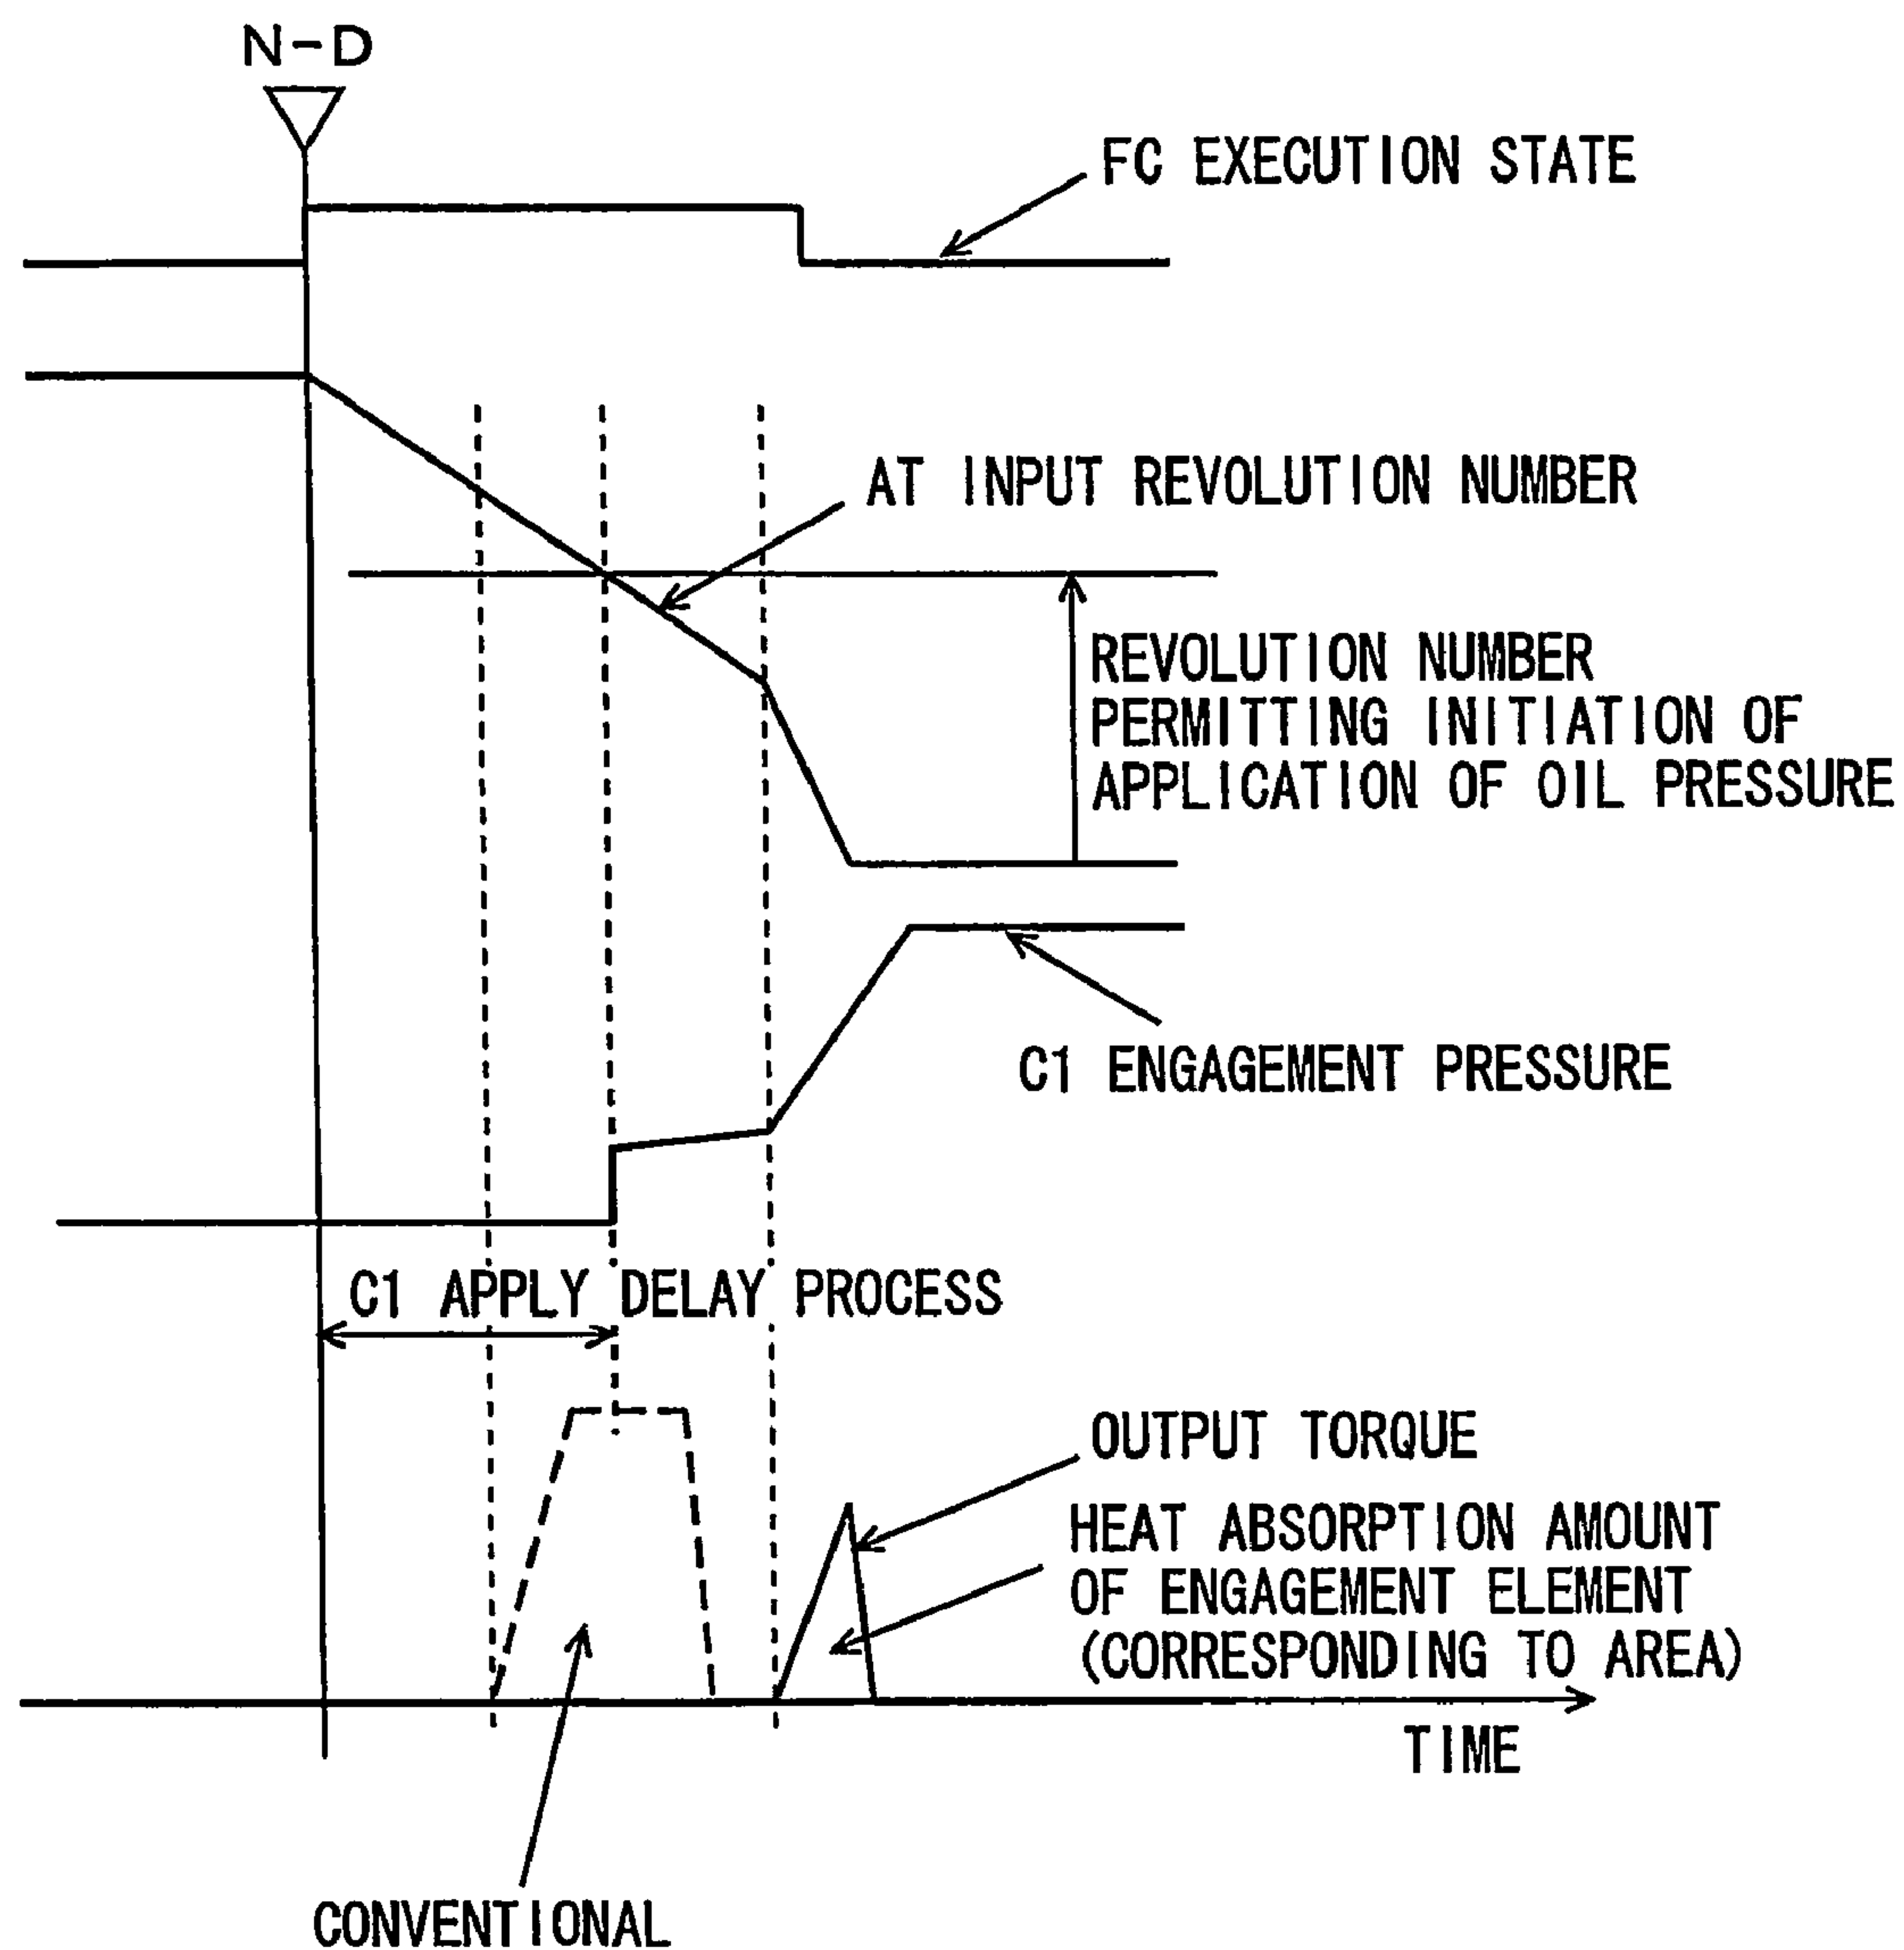 N-D
FC EXECUTION STATE
AT INPUT REVOLUTION NUMBER
REVOLUTION NUMBER
PERMITTING INITIATION OF
APPLICATION OF OIL PRESSURE
C1 ENGAGEMENT PRESSURE
C1 APPLY DELAY PROCESS
OUTPUT TORQUE
HEAT ABSORPTION AMOUNT
OF ENGAGEMENT ELEMENT
(CORRESPONDING TO AREA)
TIME
CONVENTIONAL